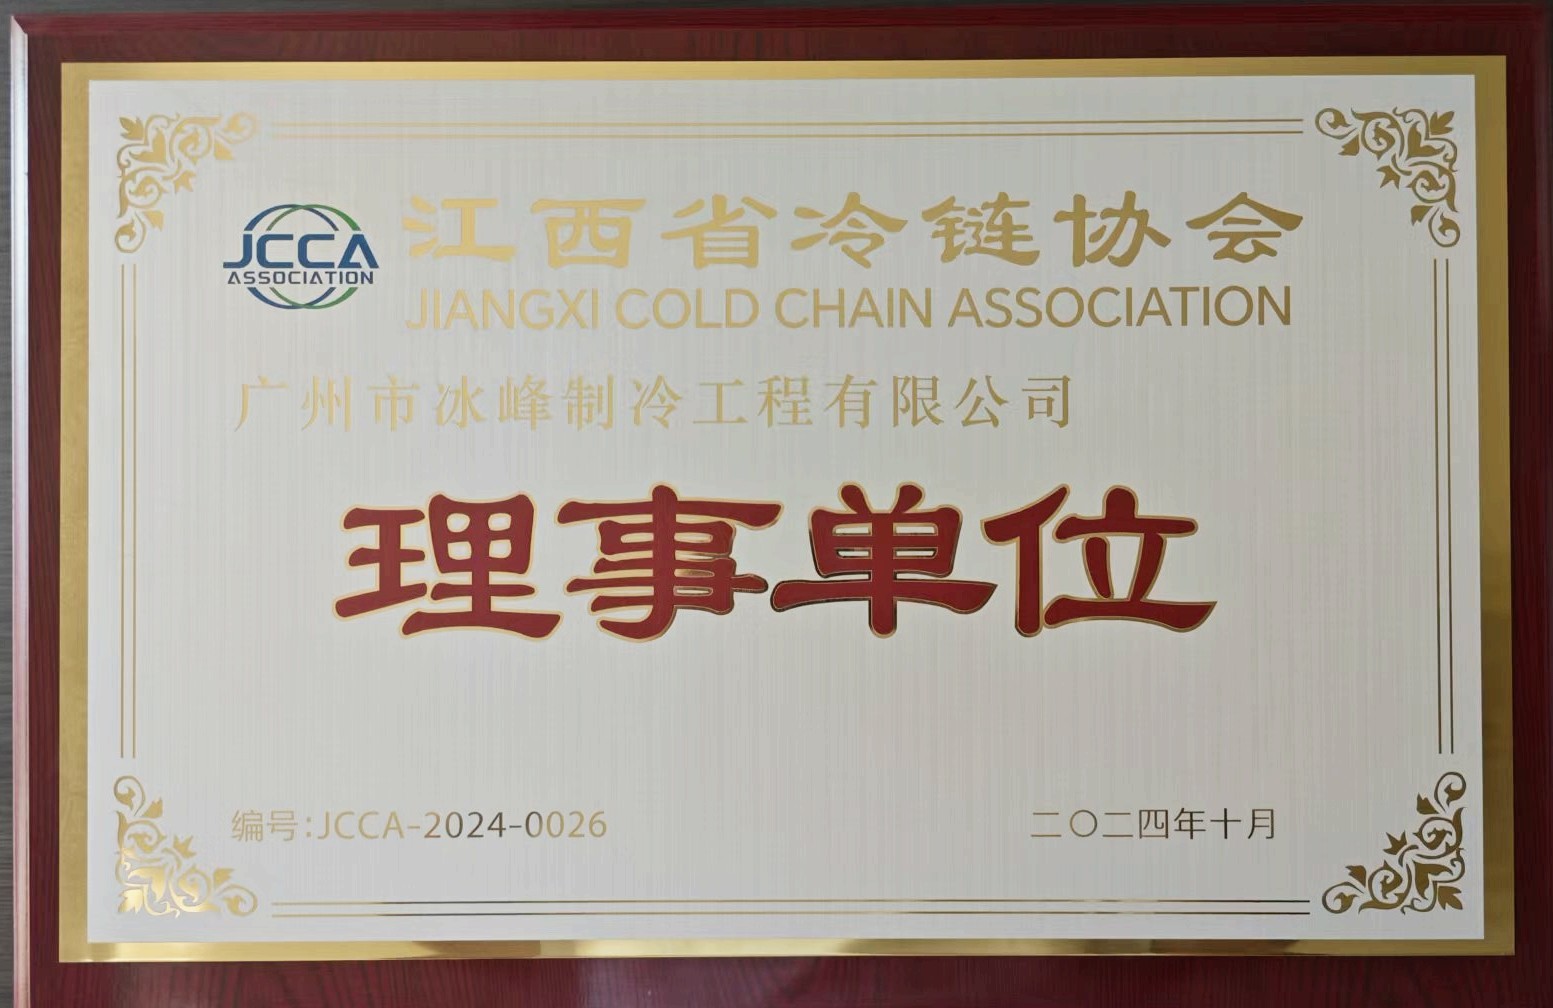 JCCA
ASSOCIATION
江西省冷链协会
JIANGXI COLD CHAIN ASSOCIATION
广州市冰峰制冷工程有限公司
理事单位
编号:JCCA-2024-0026
二〇二四年十月